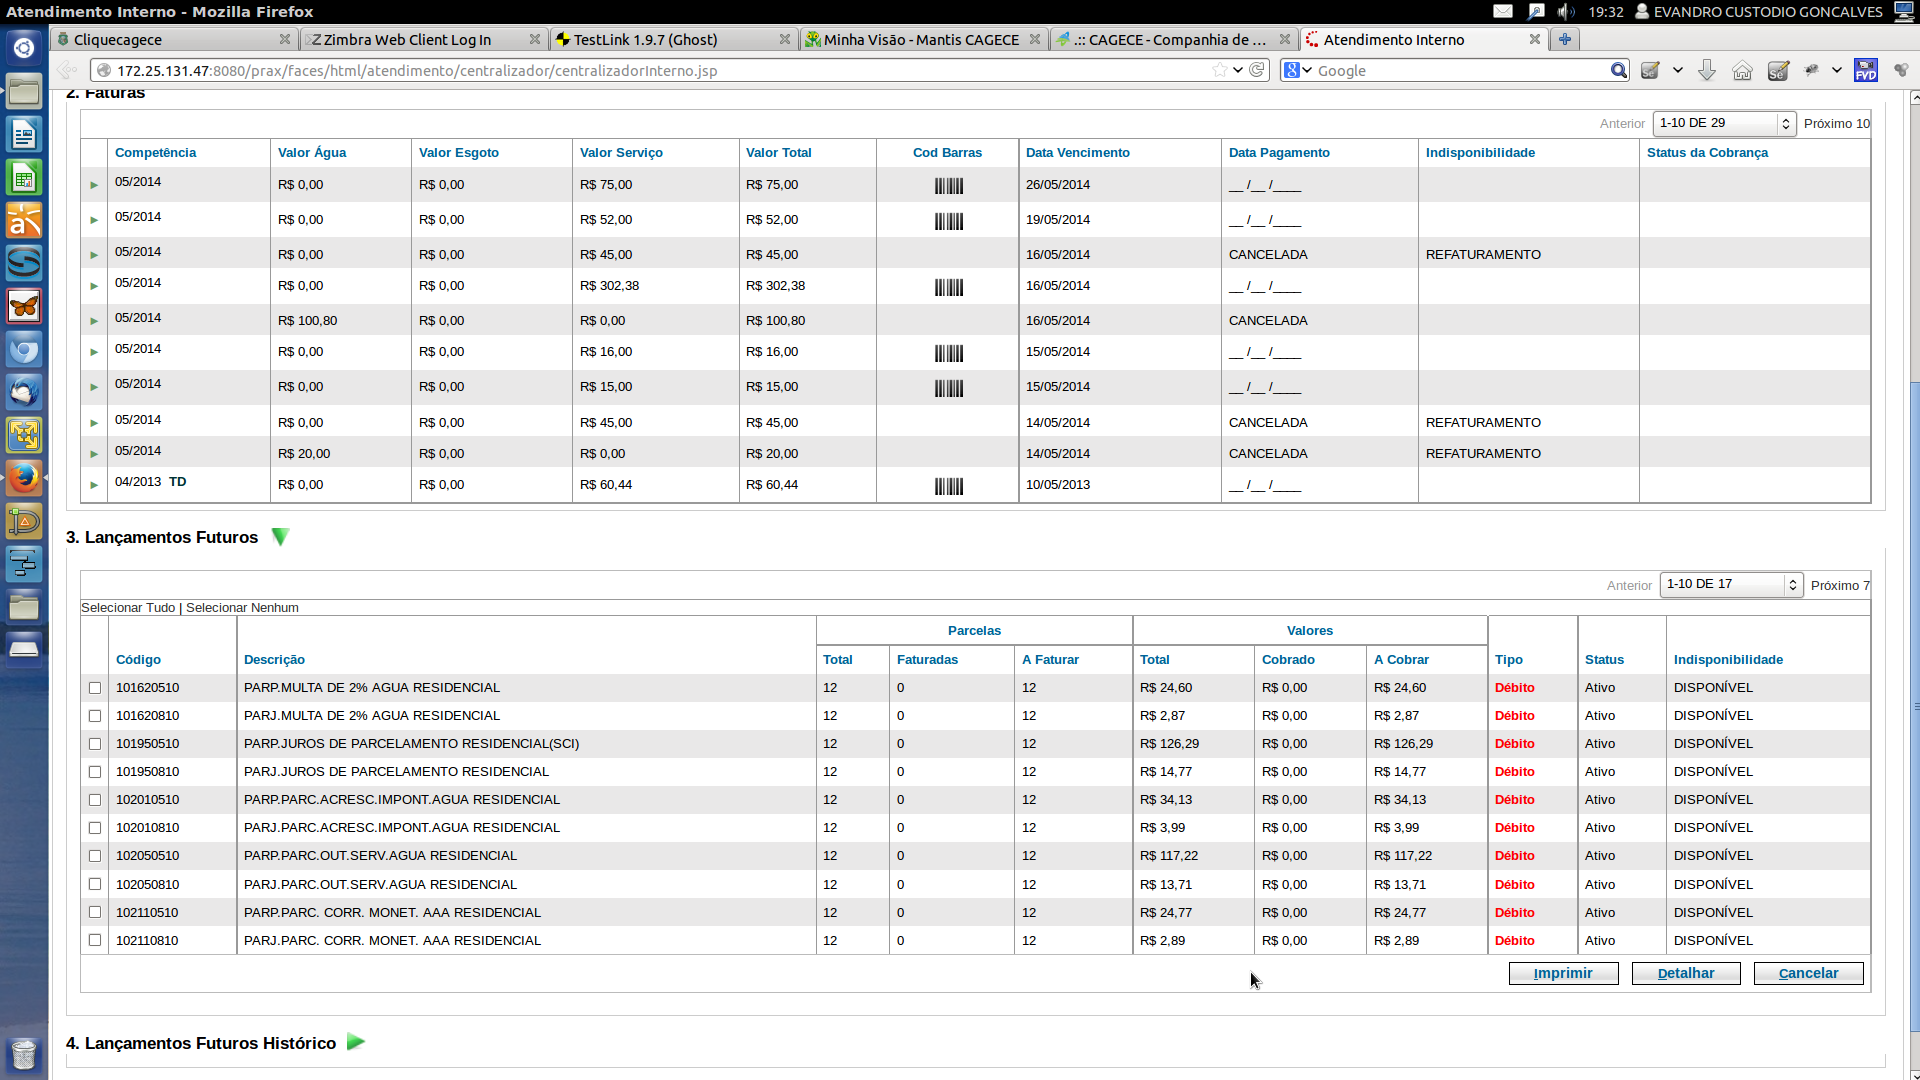 Atendimento Interno - Mozilla Firefox
19:32 EVANDRO CUSTODIO GONCALVES
Cliquecagece
Zimbra Web Client Log In
TestLink 1.9.7 (Ghost)
Minha Visão - Mantis CAGECE
.:: CAGECE - Companhia de ...
Atendimento Interno
172.25.131.47:8080/prax/faces/html/atendimento/centralizador/centralizadorInterno.jsp
Google
2. Faturas
Anterior 1-10 DE 29 Próximo 10
Competência Valor Água Valor Esgoto Valor Serviço Valor Total Cod Barras Data Vencimento Data Pagamento Indisponibilidade Status da Cobrança
05/2014 R$ 0,00 R$ 0,00 R$ 75,00 R$ 75,00 26/05/2014 __ /__ /____
05/2014 R$ 0,00 R$ 0,00 R$ 52,00 R$ 52,00 19/05/2014 __ /__ /____
05/2014 R$ 0,00 R$ 0,00 R$ 45,00 R$ 45,00 16/05/2014 CANCELADA REFATURAMENTO
05/2014 R$ 0,00 R$ 0,00 R$ 302,38 R$ 302,38 16/05/2014 __ /__ /____
05/2014 R$ 100,80 R$ 0,00 R$ 0,00 R$ 100,80 16/05/2014 CANCELADA
05/2014 R$ 0,00 R$ 0,00 R$ 16,00 R$ 16,00 15/05/2014 __ /__ /____
05/2014 R$ 0,00 R$ 0,00 R$ 15,00 R$ 15,00 15/05/2014 __ /__ /____
05/2014 R$ 0,00 R$ 0,00 R$ 45,00 R$ 45,00 14/05/2014 CANCELADA REFATURAMENTO
05/2014 R$ 20,00 R$ 0,00 R$ 0,00 R$ 20,00 14/05/2014 CANCELADA REFATURAMENTO
04/2013 TD R$ 0,00 R$ 0,00 R$ 60,44 R$ 60,44 10/05/2013 __ /__ /____
3. Lançamentos Futuros
Anterior 1-10 DE 17 Próximo 7
Selecionar Tudo | Selecionar Nenhum
Parcelas Valores
Código Descrição Total Faturadas A Faturar Total Cobrado A Cobrar Tipo Status Indisponibilidade
101620510 PARP.MULTA DE 2% AGUA RESIDENCIAL 12 0 12 R$ 24,60 R$ 0,00 R$ 24,60 Débito Ativo DISPONÍVEL
101620810 PARJ.MULTA DE 2% AGUA RESIDENCIAL 12 0 12 R$ 2,87 R$ 0,00 R$ 2,87 Débito Ativo DISPONÍVEL
101950510 PARP.JUROS DE PARCELAMENTO RESIDENCIAL(SCI) 12 0 12 R$ 126,29 R$ 0,00 R$ 126,29 Débito Ativo DISPONÍVEL
101950810 PARJ.JUROS DE PARCELAMENTO RESIDENCIAL 12 0 12 R$ 14,77 R$ 0,00 R$ 14,77 Débito Ativo DISPONÍVEL
102010510 PARP.PARC.ACRESC.IMPONT.AGUA RESIDENCIAL 12 0 12 R$ 34,13 R$ 0,00 R$ 34,13 Débito Ativo DISPONÍVEL
102010810 PARJ.PARC.ACRESC.IMPONT.AGUA RESIDENCIAL 12 0 12 R$ 3,99 R$ 0,00 R$ 3,99 Débito Ativo DISPONÍVEL
102050510 PARP.PARC.OUT.SERV.AGUA RESIDENCIAL 12 0 12 R$ 117,22 R$ 0,00 R$ 117,22 Débito Ativo DISPONÍVEL
102050810 PARJ.PARC.OUT.SERV.AGUA RESIDENCIAL 12 0 12 R$ 13,71 R$ 0,00 R$ 13,71 Débito Ativo DISPONÍVEL
102110510 PARP.PARC. CORR. MONET. AAA RESIDENCIAL 12 0 12 R$ 24,77 R$ 0,00 R$ 24,77 Débito Ativo DISPONÍVEL
102110810 PARJ.PARC. CORR. MONET. AAA RESIDENCIAL 12 0 12 R$ 2,89 R$ 0,00 R$ 2,89 Débito Ativo DISPONÍVEL
Imprimir Detalhar Cancelar
4. Lançamentos Futuros Histórico